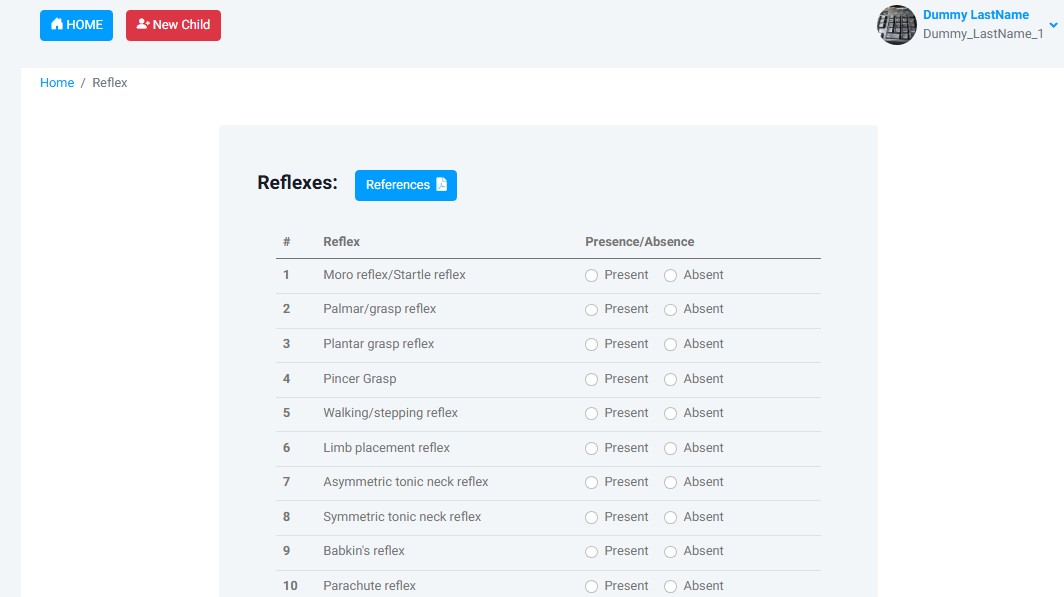 HOME New Child Dummy LastName
Dummy_LastName_1
Home / Reflex
Reflexes: References
# Reflex Presence/Absence
1 Moro reflex/Startle reflex Present Absent
2 Palmar/grasp reflex Present Absent
3 Plantar grasp reflex Present Absent
4 Pincer Grasp Present Absent
5 Walking/stepping reflex Present Absent
6 Limb placement reflex Present Absent
7 Asymmetric tonic neck reflex Present Absent
8 Symmetric tonic neck reflex Present Absent
9 Babkin's reflex Present Absent
10 Parachute reflex Present Absent